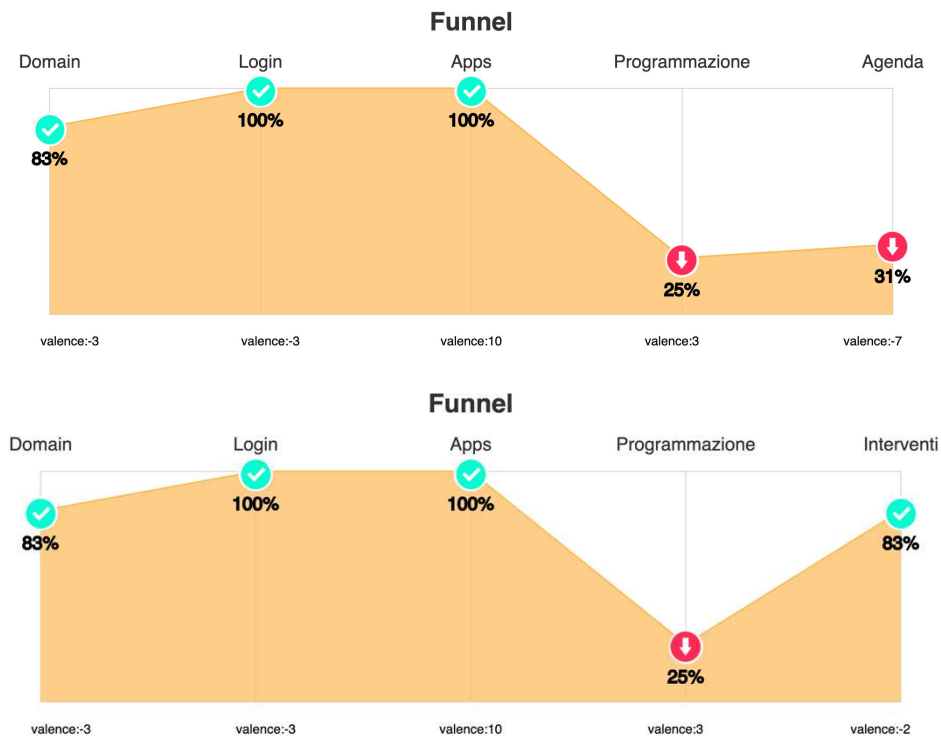 Funnel
Domain Login Apps Programmazione Agenda
83% 100% 100% 25% 31%
valence:-3 valence:-3 valence:10 valence:3 valence:-7
Funnel
Domain Login Apps Programmazione Interventi
83% 100% 100% 25% 83%
valence:-3 valence:-3 valence:10 valence:3 valence:-2